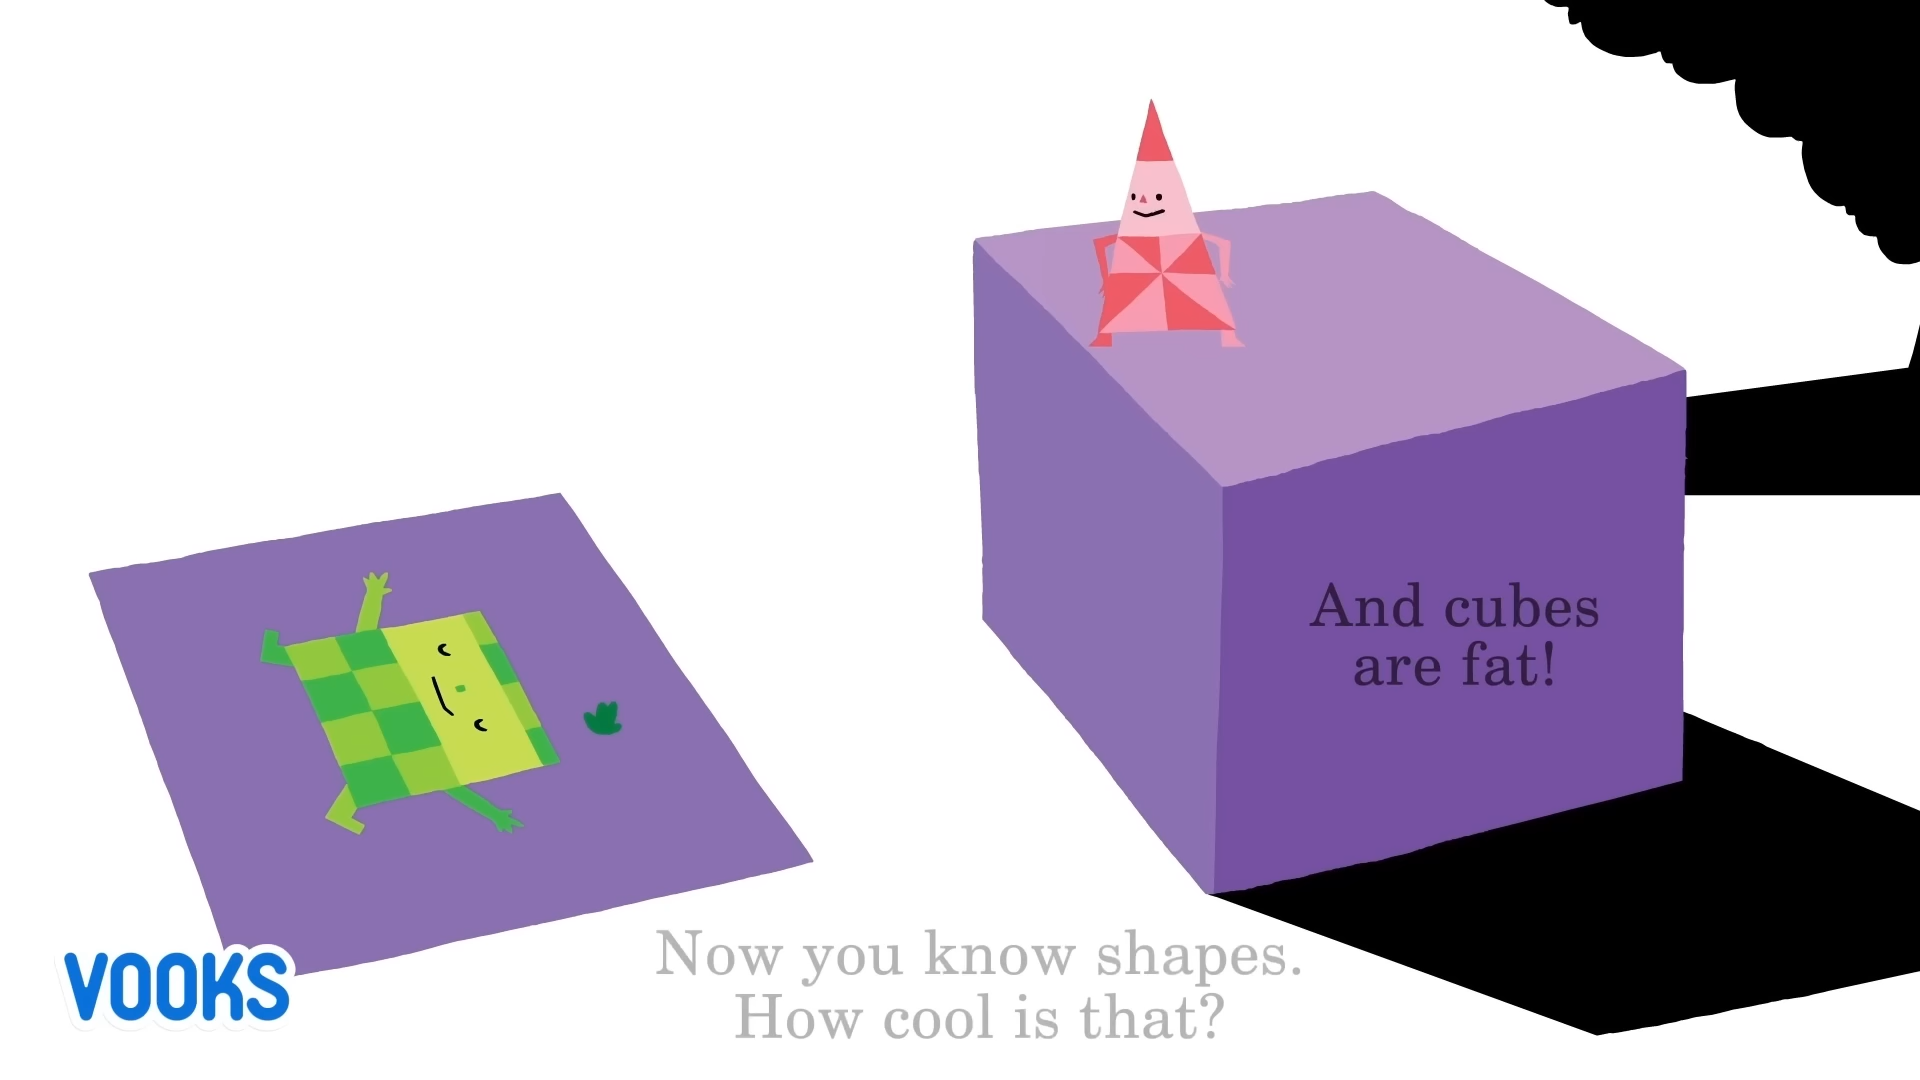 And cubes
are fat!
Now you know shapes.
How cool is that?
VOOKS